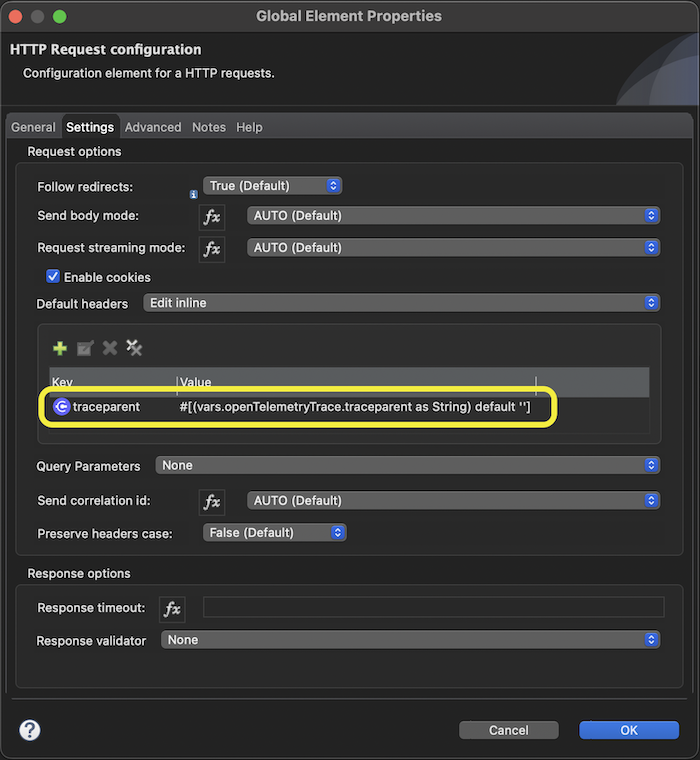 Global Element Properties
HTTP Request configuration
Configuration element for a HTTP requests.
General Settings Advanced Notes Help
Request options
Follow redirects: True (Default)
Send body mode: fx AUTO (Default)
Request streaming mode: fx AUTO (Default)
Enable cookies
Default headers Edit inline
Key Value
C traceparent #[(vars.openTelemetryTrace.traceparent as String) default '']
Query Parameters None
Send correlation id: fx AUTO (Default)
Preserve headers case: False (Default)
Response options
Response timeout: fx
Response validator None
? Cancel OK